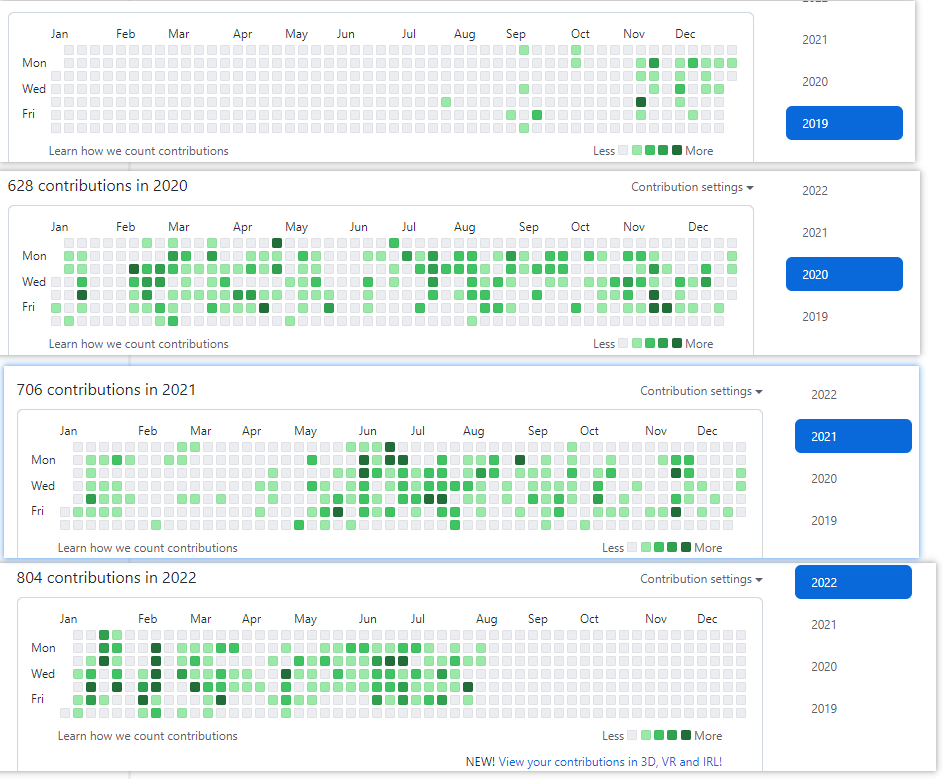 2022
Jan Feb Mar Apr May Jun Jul Aug Sep Oct Nov Dec
2021
Mon
2020
Wed
Fri
2019
Learn how we count contributions
Less More
628 contributions in 2020
Contribution settings
2022
Jan Feb Mar Apr May Jun Jul Aug Sep Oct Nov Dec
2021
Mon
Wed
2020
Fri
2019
Learn how we count contributions
Less More
706 contributions in 2021
Contribution settings
2022
Jan Feb Mar Apr May Jun Jul Aug Sep Oct Nov Dec
2021
Mon
Wed
2020
Fri
2019
Learn how we count contributions
Less More
804 contributions in 2022
Contribution settings
2022
Jan Feb Mar Apr May Jun Jul Aug Sep Oct Nov Dec
2021
Mon
Wed
2020
Fri
2019
Learn how we count contributions
Less More
NEW! View your contributions in 3D, VR and IRL!